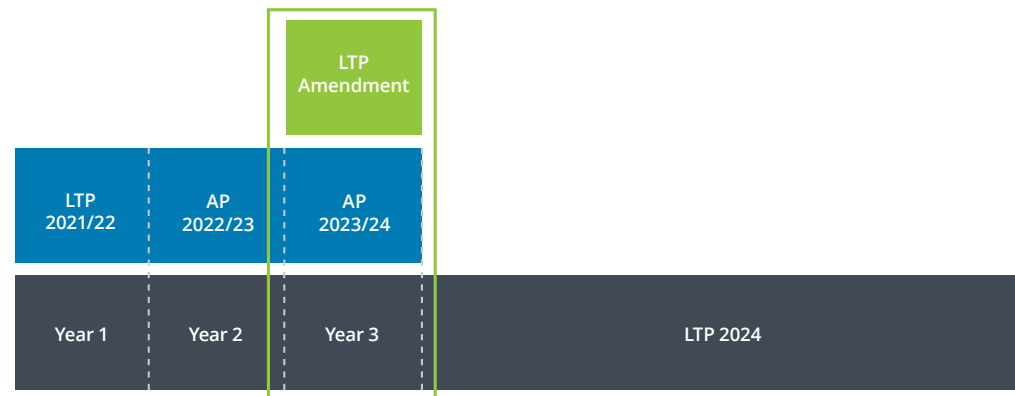 LTP
Amendment
LTP
2021/22
AP
2022/23
AP
2023/24
Year 1
Year 2
Year 3
LTP 2024